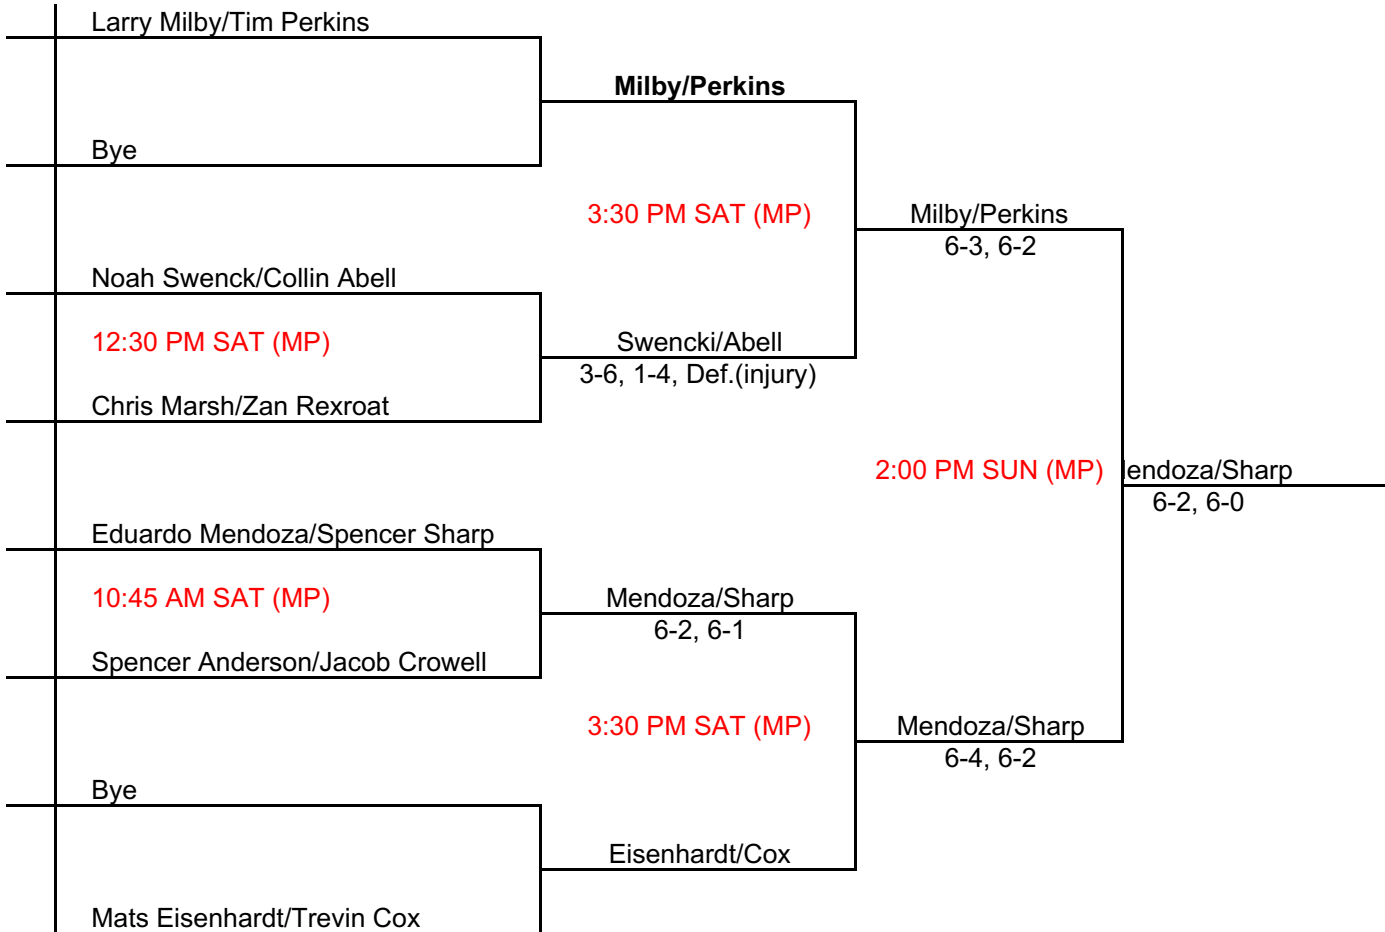 Larry Milby/Tim Perkins
Milby/Perkins
Bye
3:30 PM SAT (MP)
Milby/Perkins
6-3, 6-2
Noah Swenck/Collin Abell
12:30 PM SAT (MP)
Swencki/Abell
3-6, 1-4, Def.(injury)
Chris Marsh/Zan Rexroat
2:00 PM SUN (MP)
endoza/Sharp
6-2, 6-0
Eduardo Mendoza/Spencer Sharp
10:45 AM SAT (MP)
Mendoza/Sharp
6-2, 6-1
Spencer Anderson/Jacob Crowell
3:30 PM SAT (MP)
Mendoza/Sharp
6-4, 6-2
Bye
Eisenhardt/Cox
Mats Eisenhardt/Trevin Cox